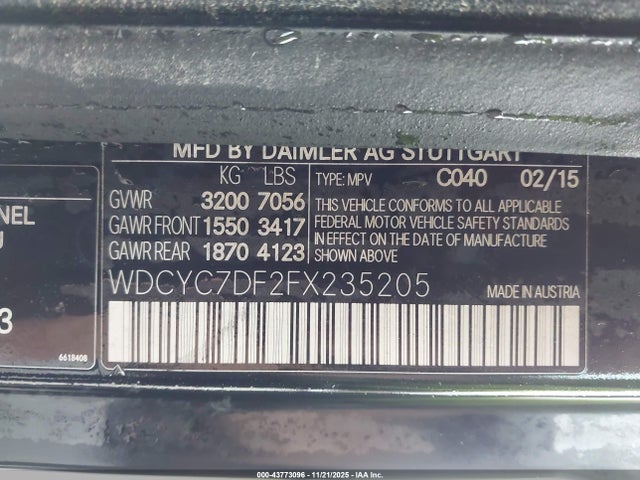 MFD BY DAIMLER AG STUTTGART
KG LBS
GVWR 3200 7056
GAWR FRONT 1550 3417
GAWR REAR 1870 4123
TYPE: MPV C040 02/15
THIS VEHICLE CONFORMS TO ALL APPLICABLE
FEDERAL MOTOR VEHICLE SAFETY STANDARDS
IN EFFECT ON THE DATE OF MANUFACTURE
SHOWN ABOVE
WDCYC7DF2FX235205
MADE IN AUSTRIA
NEL
J
3
6618408
000-43773096 - 11/21/2025 - IAA Inc.